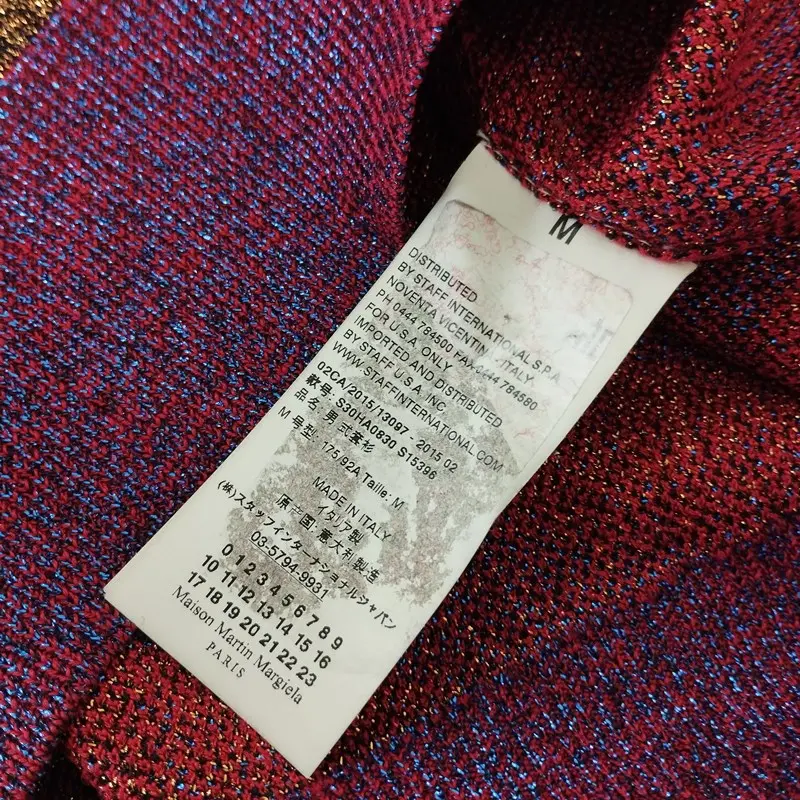 M
DISTRIBUTED
BY STAFF INTERNATIONAL S.P.A.
NOVENTA VICENTINA ITALY
PH 0444 784500 FAX 0444 784580
FOR U.S.A. ONLY
IMPORTED AND DISTRIBUTED
BY STAFF U.S.A. INC.
WWW.STAFFINTERNATIONAL.COM
02CA/2015/13097 - 2015 02
款号: S30HA0830 S15396
品名: 男 式 套 衫
M 号型: 175/92A Taille: M
MADE IN ITALY
イタリア製
原产国: 意大利製造
(株)スタッフインターナショナルジャパン
03-5794-9931
0 1 2 3 4 5 6 7 8 9
10 11 12 13 14 15 16
17 18 19 20 21 22 23
Maison Martin Margiela
PARIS